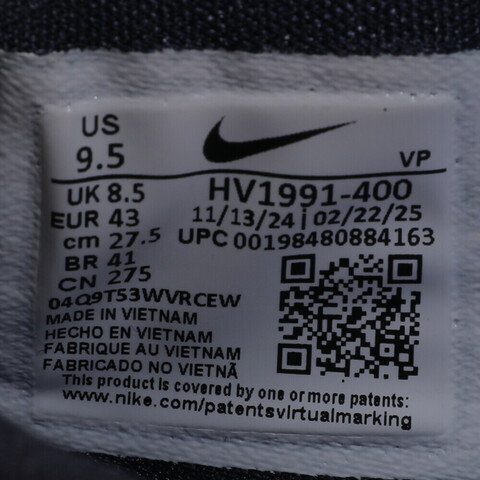 US
9.5
VP
UK 8.5
HV1991-400
EUR 43
11/13/24 | 02/22/25
cm 27.5
UPC 00198480884163
BR 41
CN 275
04Q9T53WVRCEW
MADE IN VIETNAM
HECHO EN VIETNAM
FABRIQUE AU VIETNAM
FABRICADO NO VIETNÃ
This product is covered by one or more patents:
www.nike.com/patentsvirtualmarking